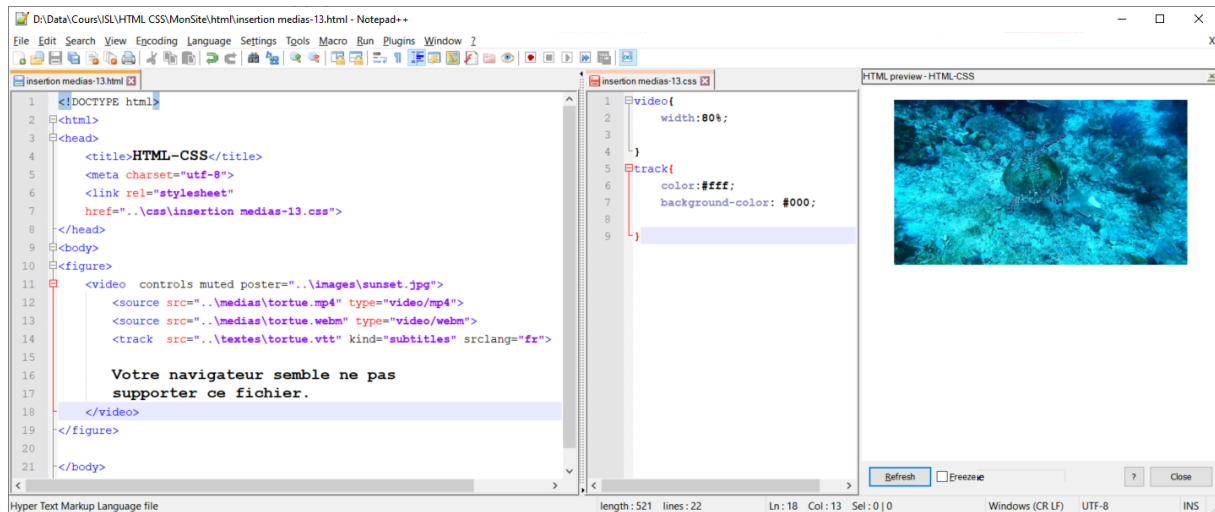 D:\Data\Cours\ISL\HTML CSS\MonSite\html\insertion medias-13.html - Notepad++
File Edit Search View Encoding Language Settings Tools Macro Run Plugins Window ?
X
insertion medias-13.html
1 <!DOCTYPE html>
2 <html>
3 <head>
4 <title>HTML-CSS</title>
5 <meta charset="utf-8">
6 <link rel="stylesheet"
7 href="..\css\insertion medias-13.css">
8 </head>
9 <body>
10 <figure>
11 <video controls muted poster="..\images\sunset.jpg">
12 <source src="..\medias\tortue.mp4" type="video/mp4">
13 <source src="..\medias\tortue.webm" type="video/webm">
14 <track src="..\textes\tortue.vtt" kind="subtitles" srclang="fr">
15
16 Votre navigateur semble ne pas
17 supporter ce fichier.
18 </video>
19 </figure>
20
21 </body>
insertion medias-13.css
1 video{
2 width:80%;
3
4 }
5 track{
6 color:#fff;
7 background-color: #000;
8
9 }
HTML preview - HTML-CSS
Refresh Freeze ? Close
Hyper Text Markup Language file length : 521 lines : 22 Ln : 18 Col : 13 Sel : 0 | 0 Windows (CR LF) UTF-8 INS